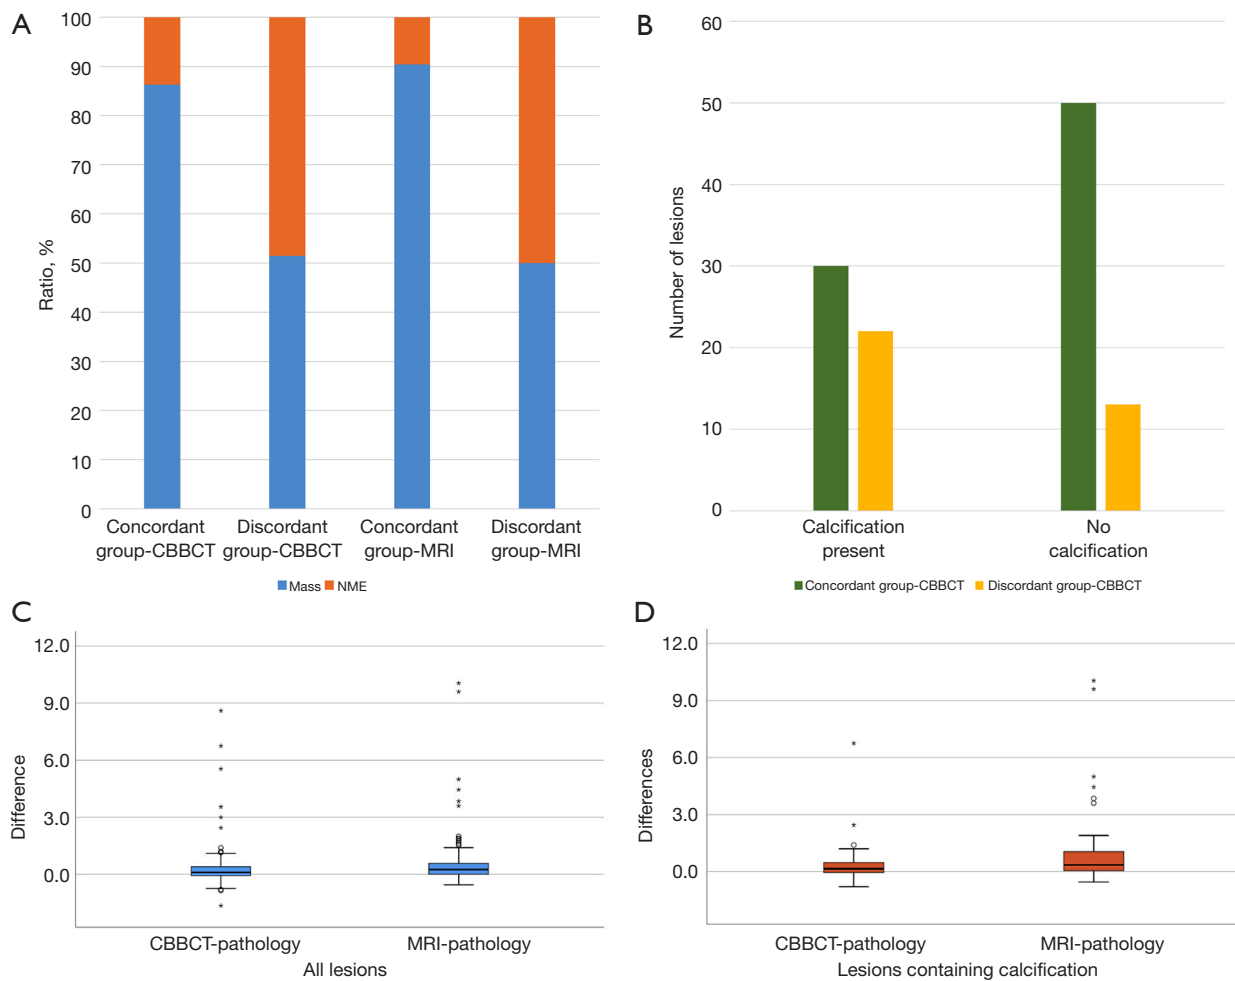 A
100
90
80
70
60
50
40
30
20
10
0
Ratio, %
Concordant
group-CBBCT
Discordant
group-CBBCT
Concordant
group-MRI
Discordant
group-MRI
Mass NME
B
60
50
40
30
20
10
0
Number of lesions
Calcification
present
No
calcification
Concordant group-CBBCT Discordant group-CBBCT
C
12.0
9.0
6.0
3.0
0.0
Difference
CBBCT-pathology MRI-pathology
All lesions
D
12.0
9.0
6.0
3.0
0.0
Differences
CBBCT-pathology MRI-pathology
Lesions containing calcification